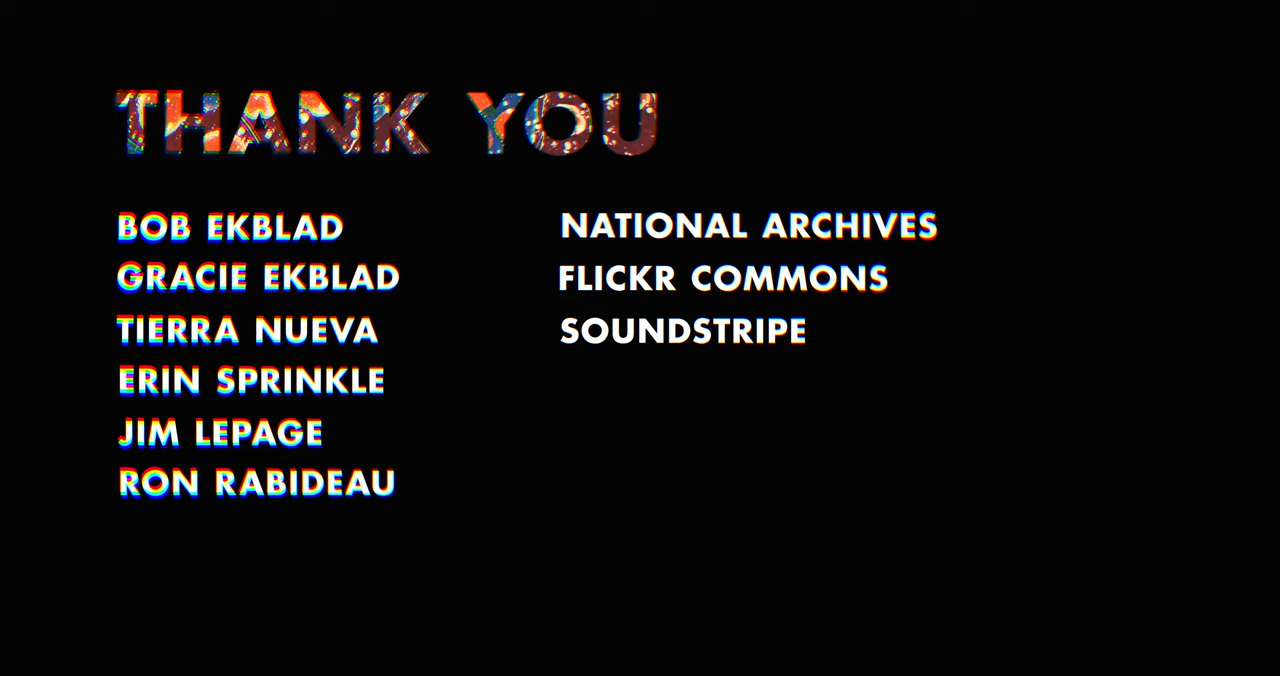 THANK YOU
BOB EKBLAD
GRACIE EKBLAD
TIERRA NUEVA
ERIN SPRINKLE
JIM LEPAGE
RON RABIDEAU
NATIONAL ARCHIVES
FLICKR COMMONS
SOUNDSTRIPE